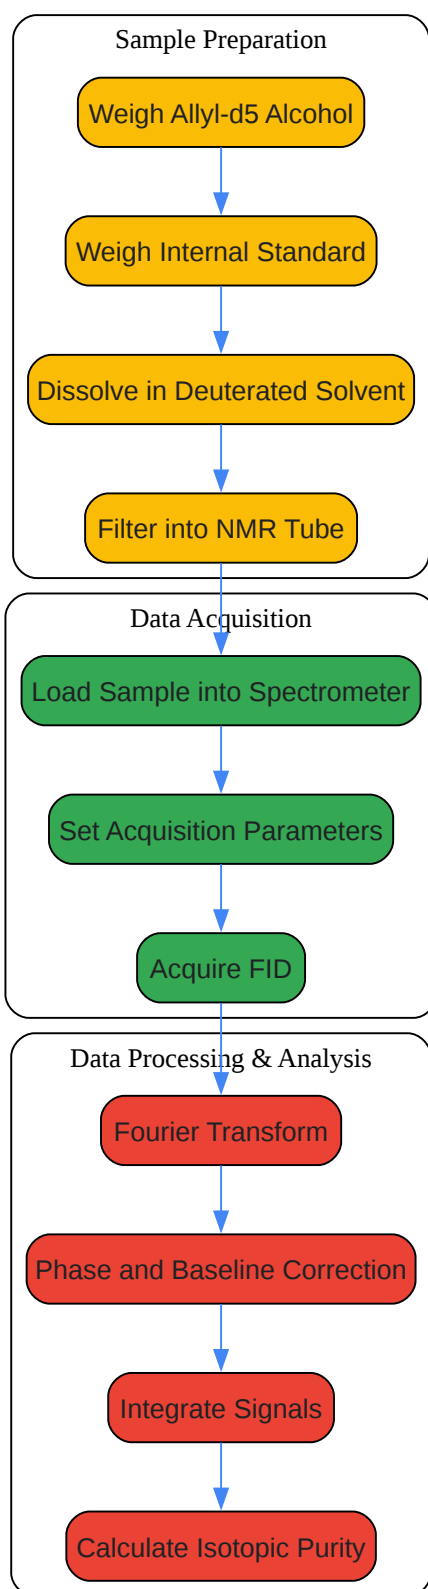 Sample Preparation
Weigh Allyl-d5 Alcohol
Weigh Internal Standard
Dissolve in Deuterated Solvent
Filter into NMR Tube
Data Acquisition
Load Sample into Spectrometer
Set Acquisition Parameters
Acquire FID
Data Processing & Analysis
Fourier Transform
Phase and Baseline Correction
Integrate Signals
Calculate Isotopic Purity